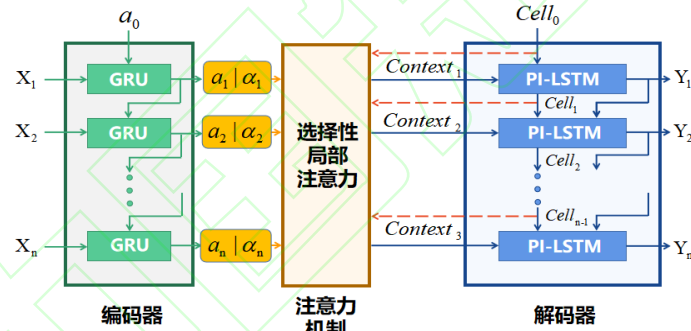 a₀
Cell₀
X₁
GRU
a₁|α₁
Context ₁
PI-LSTM
Y₁
Cell₁
X₂
GRU
a₂|α₂
选择性
局部
注意力
Context ₂
PI-LSTM
Y₂
Cell₂
Cellₙ₋₁
Xₙ
GRU
aₙ|αₙ
Context ₃
PI-LSTM
Yₙ
编码器
注意力
机制
解码器